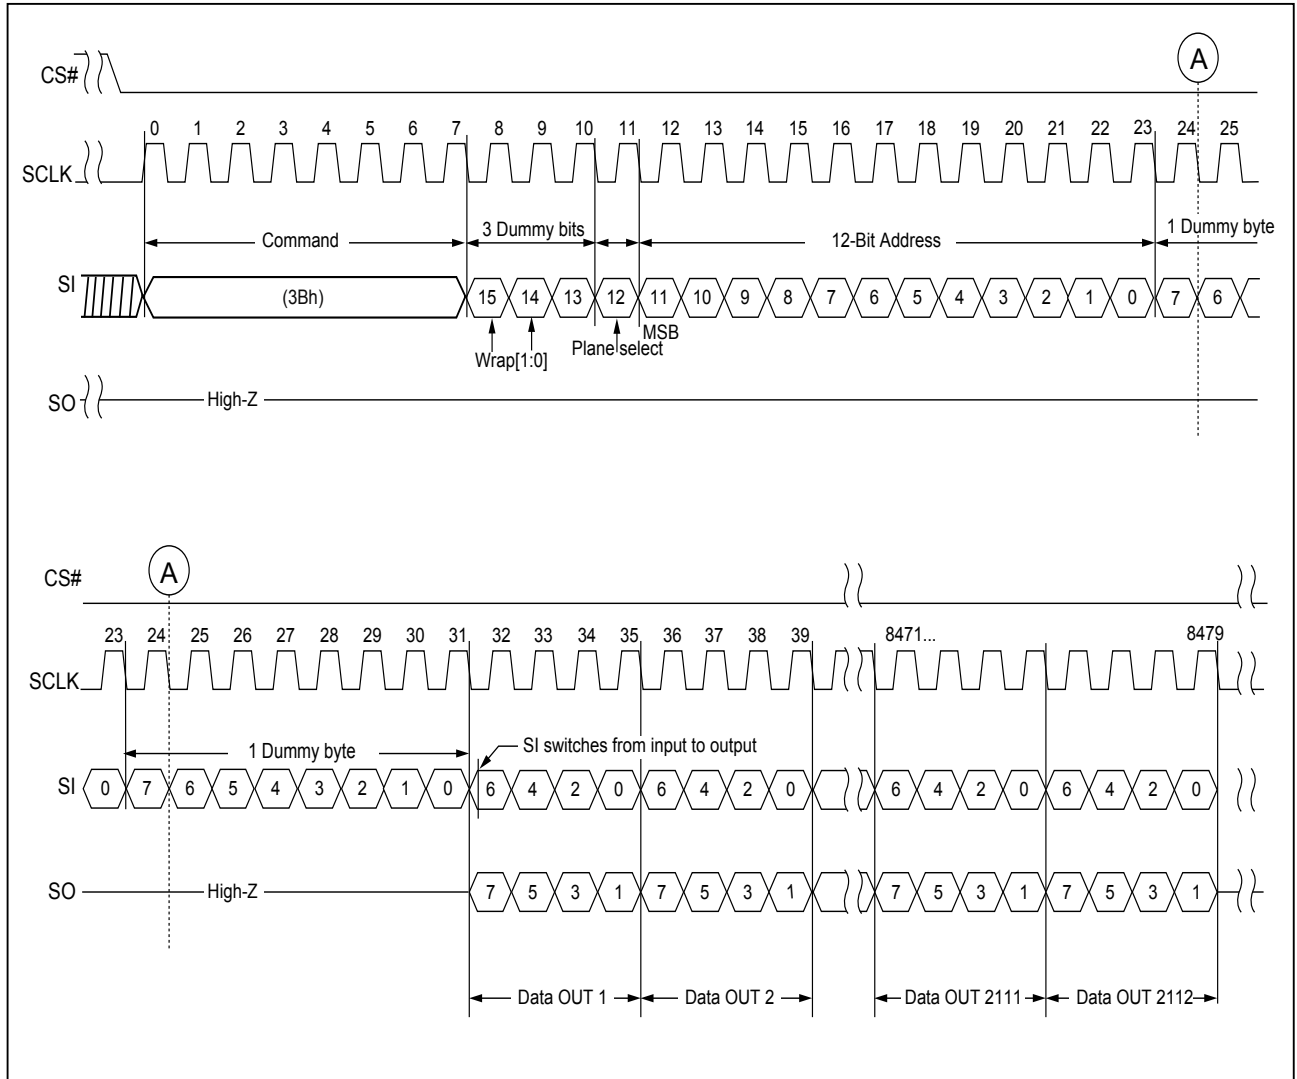 A
CS#
0 1 2 3 4 5 6 7 8 9 10 11 12 13 14 15 16 17 18 19 20 21 22 23 24 25
SCLK
Command 3 Dummy bits 12-Bit Address 1 Dummy byte
SI (3Bh) 15 14 13 12 11 10 9 8 7 6 5 4 3 2 1 0 7 6
MSB
Wrap[1:0] Plane select
SO High-Z
A
CS#
23 24 25 26 27 28 29 30 31 32 33 34 35 36 37 38 39 8471... 8479
SCLK
1 Dummy byte SI switches from input to output
SI 0 7 6 5 4 3 2 1 0 6 4 2 0 6 4 2 0 6 4 2 0 6 4 2 0
SO High-Z 7 5 3 1 7 5 3 1 7 5 3 1 7 5 3 1
Data OUT 1 Data OUT 2 Data OUT 2111 Data OUT 2112